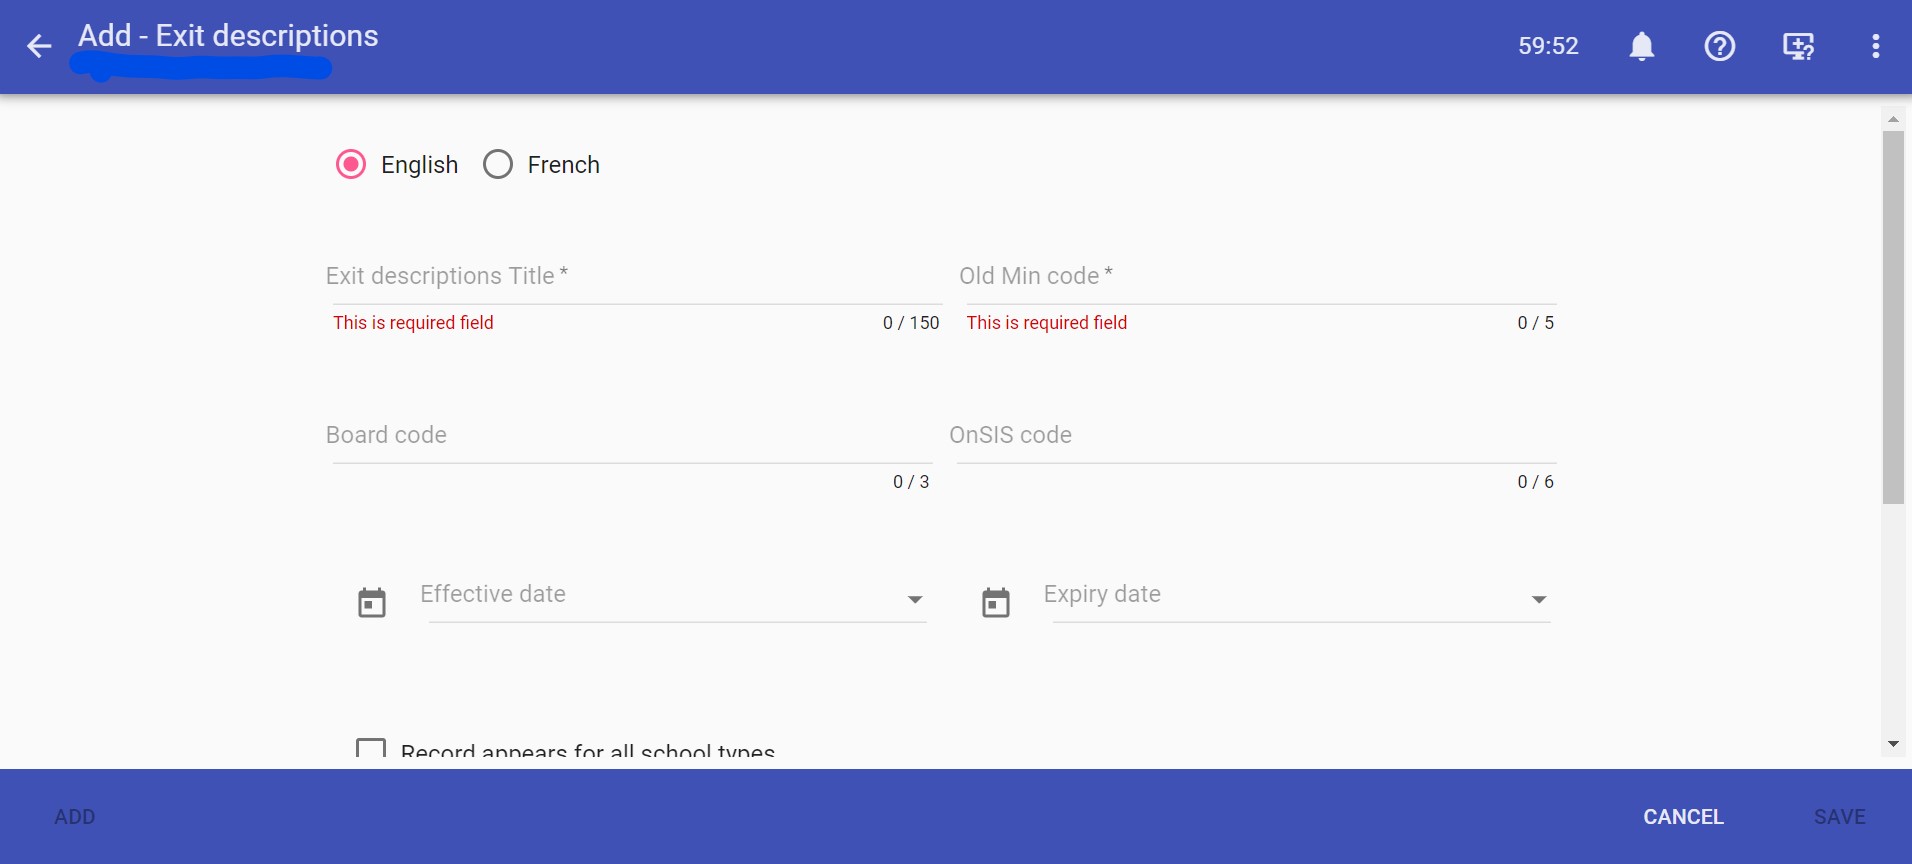 Add - Exit descriptions
59:52
English French
Exit descriptions Title * Old Min code *
This is required field 0 / 150 This is required field 0 / 5
Board code OnSIS code
0 / 3 0 / 6
Effective date Expiry date
Record appears for all school types
ADD CANCEL SAVE